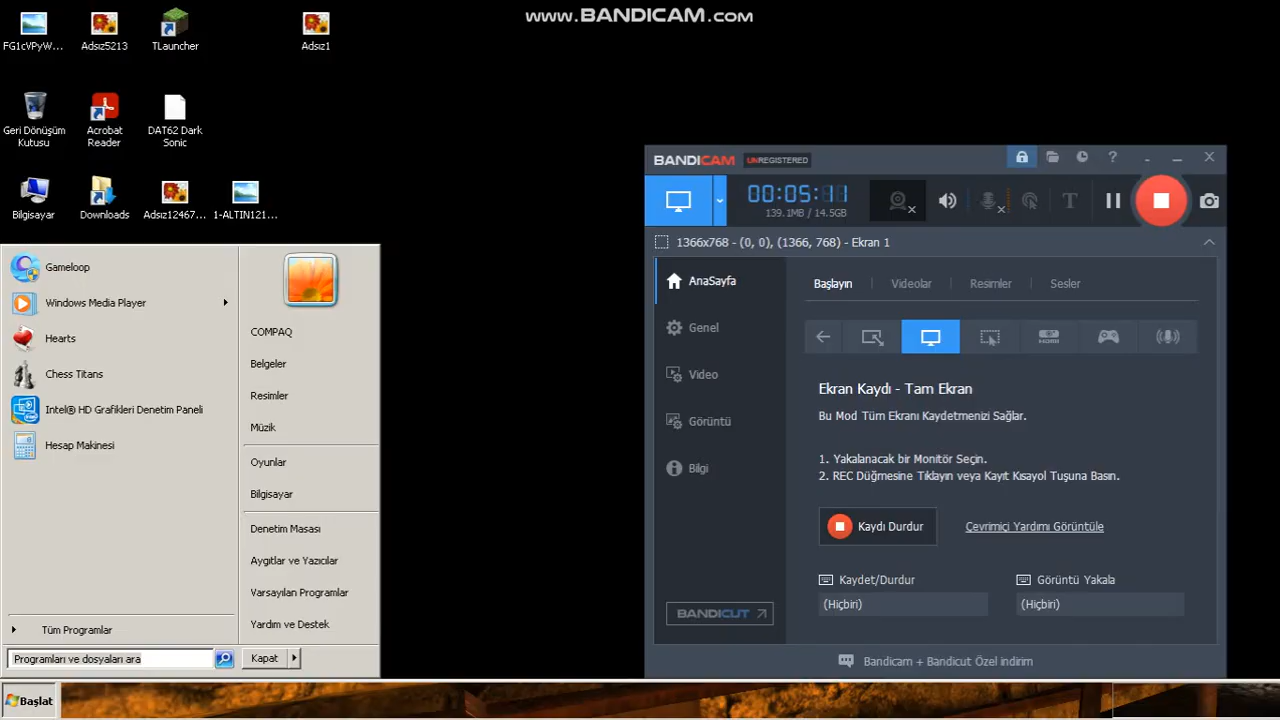 www.BANDICAM.com
FG1cVPyW...
Adsız5213
TLauncher
Adsız1
Geri Dönüşüm
Kutusu
Acrobat
Reader
DAT62 Dark
Sonic
Bilgisayar
Downloads
Adsız12467...
1-ALTIN121...
Gameloop
Windows Media Player
Hearts
Chess Titans
Intel® HD Grafikleri Denetim Paneli
Hesap Makinesi
Tüm Programlar
Programları ve dosyaları ara
COMPAQ
Belgeler
Resimler
Müzik
Oyunlar
Bilgisayar
Denetim Masası
Aygıtlar ve Yazıcılar
Varsayılan Programlar
Yardım ve Destek
Kapat
Başlat
BANDICAM UNREGISTERED
139.1MB / 14.5GB
1366x768 - (0, 0), (1366, 768) - Ekran 1
AnaSayfa
Genel
Video
Görüntü
Bilgi
BANDICUT
Başlayın
Videolar
Resimler
Sesler
HDMI
Ekran Kaydı - Tam Ekran
Bu Mod Tüm Ekranı Kaydetmenizi Sağlar.
1. Yakalanacak bir Monitör Seçin.
2. REC Düğmesine Tıklayın veya Kayıt Kısayol Tuşuna Basın.
Kaydı Durdur
Çevrimiçi Yardımı Görüntüle
Kaydet/Durdur
Görüntü Yakala
(Hiçbiri)
(Hiçbiri)
Bandicam + Bandicut Özel indirim